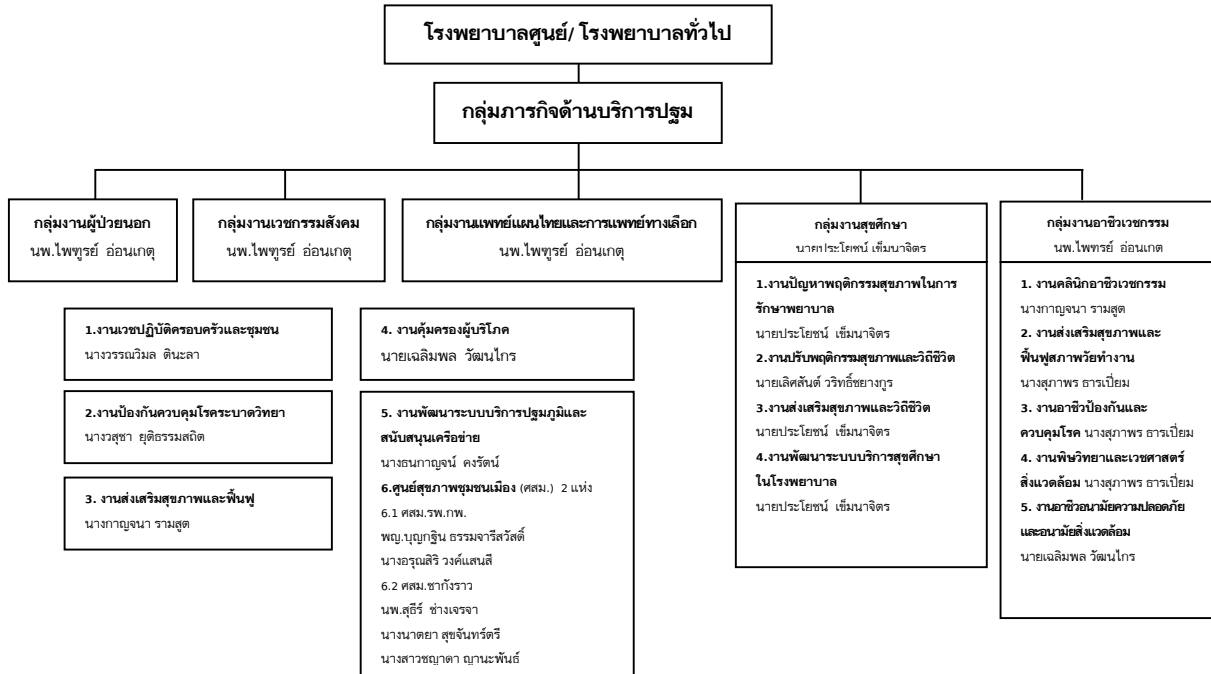 โรงพยาบาลศูนย์/ โรงพยาบาลทั่วไป
กลุ่มภารกิจด้านบริการปฐม
กลุ่มงานผู้ป่วยนอก
นพ.ไพฑูรย์ อ่อนเกตุ
กลุ่มงานเวชกรรมสังคม
นพ.ไพฑูรย์ อ่อนเกตุ
กลุ่มงานแพทย์แผนไทยและการแพทย์ทางเลือก
นพ.ไพฑูรย์ อ่อนเกตุ
กลุ่มงานสุขศึกษา
นายประโยชน์ เข็มนาจิตร
กลุ่มงานอาชีวเวชกรรม
นพ.ไพฑูรย์ อ่อนเกต
1.งานเวชปฏิบัติครอบครัวและชุมชน
นางวรรณวิมล ตินะลา
2.งานป้องกันควบคุมโรคระบาดวิทยา
นางวสุชา ยุติธรรมสถิต
3. งานส่งเสริมสุขภาพและฟื้นฟู
นางกาญจนา รามสูต
4. งานคุ้มครองผู้บริโภค
นายเฉลิมพล วัฒนไกร
5. งานพัฒนาระบบบริการปฐมภูมิและ
สนับสนุนเครือข่าย
นางธนกาญจน์ คงรัตน์
6.ศูนย์สุขภาพชุมชนเมือง (ศสม.) 2 แห่ง
6.1 ศสม.รพ.กพ.
พญ.บุญกฐิน ธรรมจารีสวัสดิ์
นางอรุณสิริ วงค์แสนสี
6.2 ศสม.ชากังราว
นพ.สุธีร์ ช่างเจรจา
นางนาตยา สุขจันทร์ตรี
นางสาวชญาดา ญานะพันธ์
1.งานปัญหาพฤติกรรมสุขภาพในการ
รักษาพยาบาล
นายประโยชน์ เข็มนาจิตร
2.งานปรับพฤติกรรมสุขภาพและวิถีชีวิต
นายเลิศสันต์ วริทธิ์ชยางกูร
3.งานส่งเสริมสุขภาพและวิถีชีวิต
นายประโยชน์ เข็มนาจิตร
4.งานพัฒนาระบบบริการสุขศึกษา
ในโรงพยาบาล
นายประโยชน์ เข็มนาจิตร
1. งานคลินิกอาชีวเวชกรรม
นางกาญจนา รามสูต
2. งานส่งเสริมสุขภาพและ
ฟื้นฟูสภาพวัยทำงาน
นางสุภาพร ธารเปี่ยม
3. งานอาชีวป้องกันและ
ควบคุมโรค นางสุภาพร ธารเปี่ยม
4. งานพิษวิทยาและเวชศาสตร์
สิ่งแวดล้อม นางสุภาพร ธารเปี่ยม
5. งานอาชีวอนามัยความปลอดภัย
และอนามัยสิ่งแวดล้อม
นายเฉลิมพล วัฒนไกร